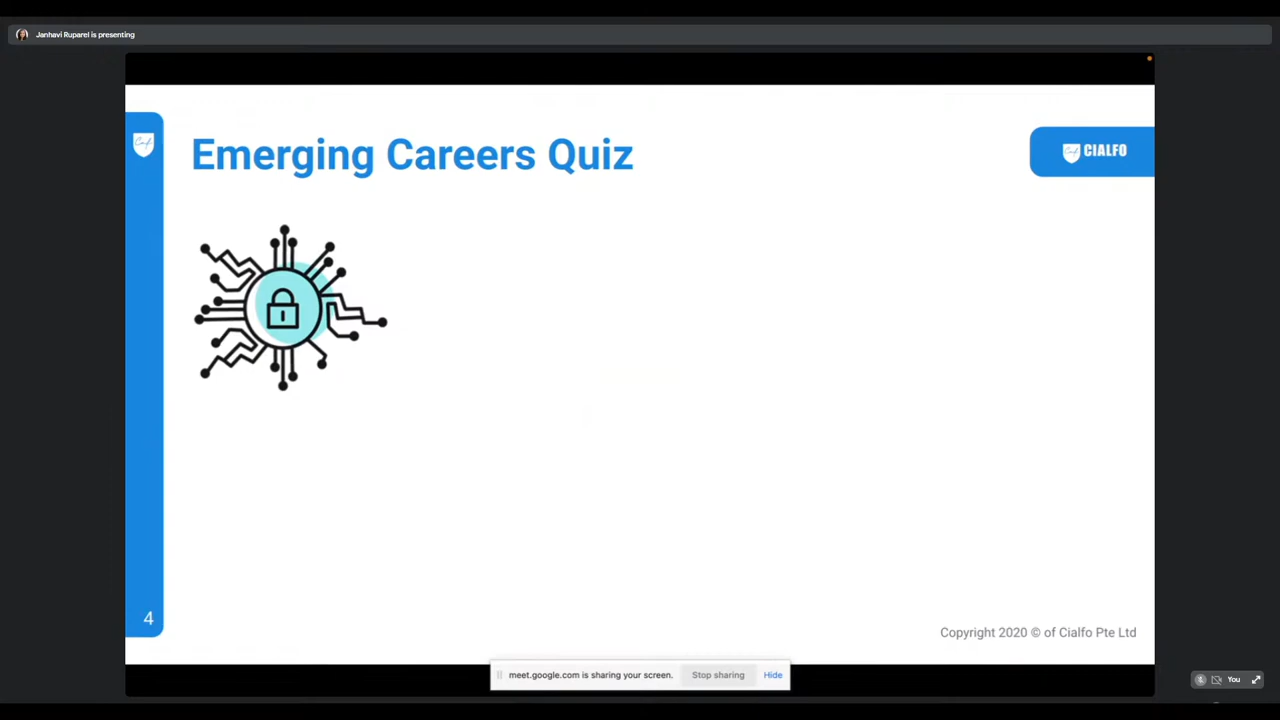 Janhavi Ruparel is presenting
Emerging Careers Quiz
CIALFO
4
Copyright 2020 © of Cialfo Pte Ltd
meet.google.com is sharing your screen.
Stop sharing
Hide
You